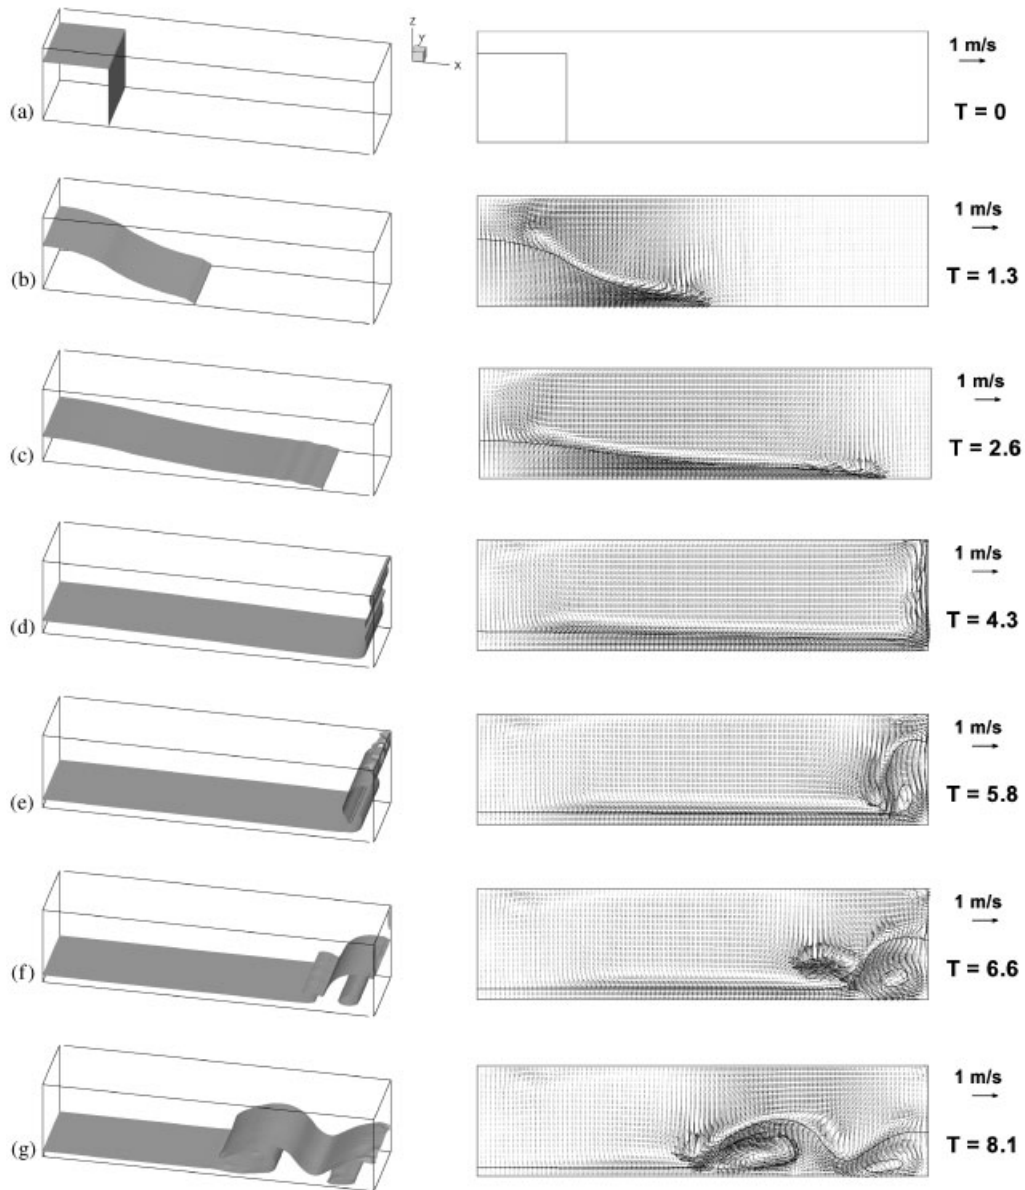 z
y
x
1 m/s
(a)
T = 0
1 m/s
(b)
T = 1.3
1 m/s
(c)
T = 2.6
1 m/s
(d)
T = 4.3
1 m/s
(e)
T = 5.8
1 m/s
(f)
T = 6.6
1 m/s
(g)
T = 8.1